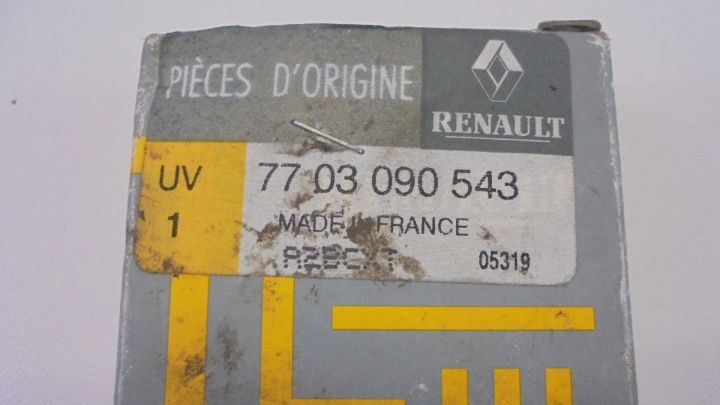 PIÈCES D'ORIGINE
RENAULT
UV 77 03 090 543
1 MADE IN FRANCE
05319